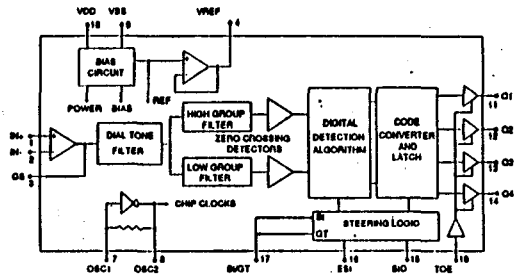 VDD VSS VREF
18 9 4
BIAS
CIRCUIT
POWER BIAS REF
IN+
1
IN-
2
GS
3
DIAL TONE
FILTER
HIGH GROUP
FILTER
ZERO CROSSING
DETECTORS
LOW GROUP
FILTER
DIGITAL
DETECTION
ALGORITHM
CODE
CONVERTER
AND
LATCH
Q1
11
Q2
12
Q3
13
Q4
14
CHIP CLOCKS
St
GT
STEERING LOGIC
7 8 17 16 15 10
OSC1 OSC2 ESt TOE